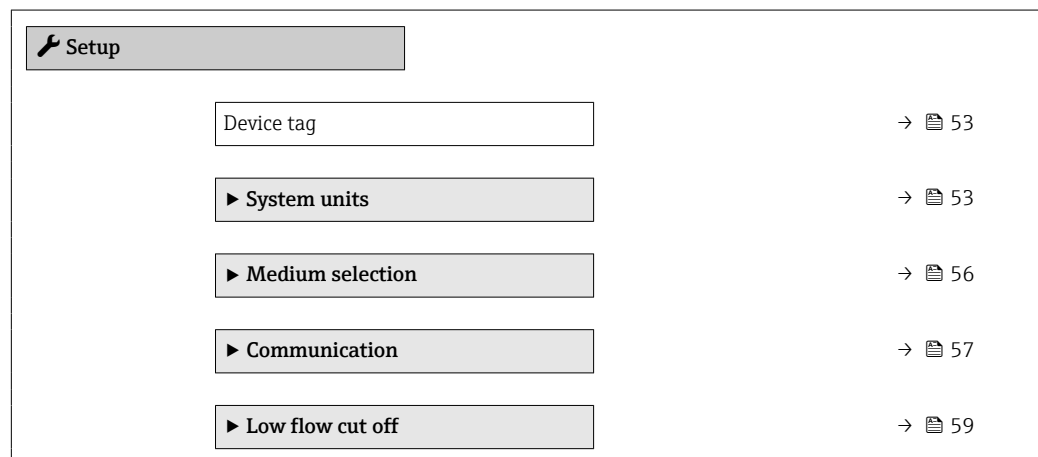 Setup
Device tag → 53
▶ System units → 53
▶ Medium selection → 56
▶ Communication → 57
▶ Low flow cut off → 59